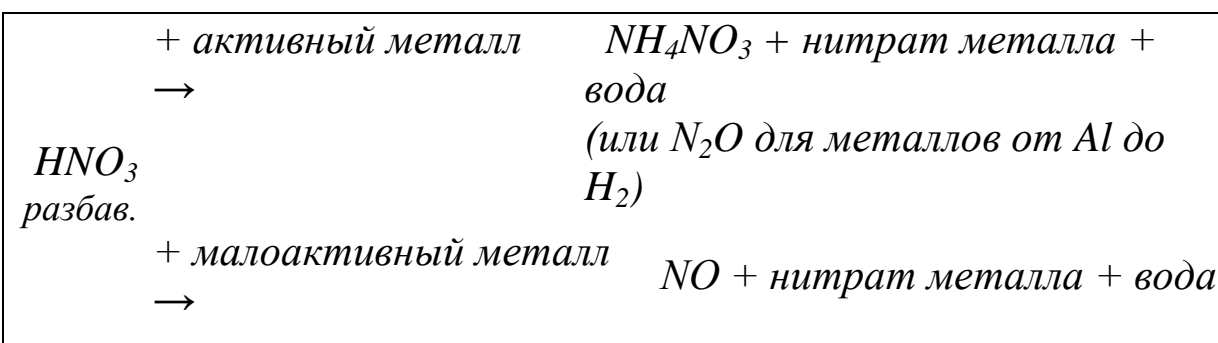 + активный металл
→
NH₄NO₃ + нитрат металла +
вода
(или N₂O для металлов от Al до
H₂)
HNO₃
разбав.
+ малоактивный металл
→
NO + нитрат металла + вода